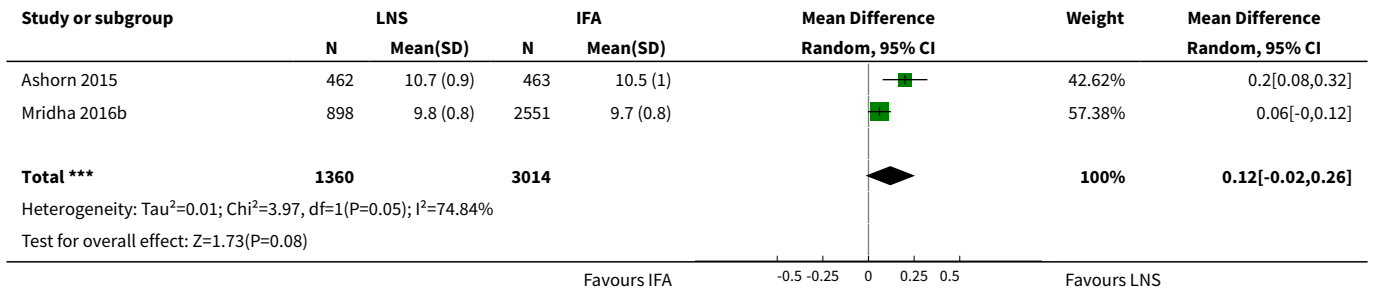 Study or subgroup LNS IFA Mean Difference Weight Mean Difference
N Mean(SD) N Mean(SD) Random, 95% CI Random, 95% CI
Ashorn 2015 462 10.7 (0.9) 463 10.5 (1) 42.62% 0.2[0.08,0.32]
Mridha 2016b 898 9.8 (0.8) 2551 9.7 (0.8) 57.38% 0.06[-0,0.12]
Total *** 1360 3014 100% 0.12[-0.02,0.26]
Heterogeneity: Tau²=0.01; Chi²=3.97, df=1(P=0.05); I²=74.84%
Test for overall effect: Z=1.73(P=0.08)
Favours IFA -0.5 -0.25 0 0.25 0.5 Favours LNS